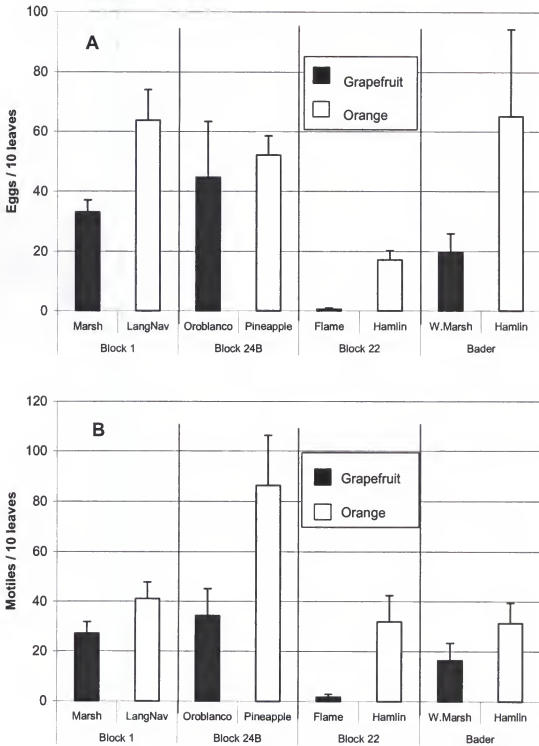 A
Eggs / 10 leaves
100
80
60
40
20
0
Grapefruit
Orange
Marsh LangNav Oroblanco Pineapple Flame Hamlin W.Marsh Hamlin
Block 1 Block 24B Block 22 Bader
B
Motiles / 10 leaves
120
100
80
60
40
20
0
Grapefruit
Orange
Marsh LangNav Oroblanco Pineapple Flame Hamlin W.Marsh Hamlin
Block 1 Block 24B Block 22 Bader